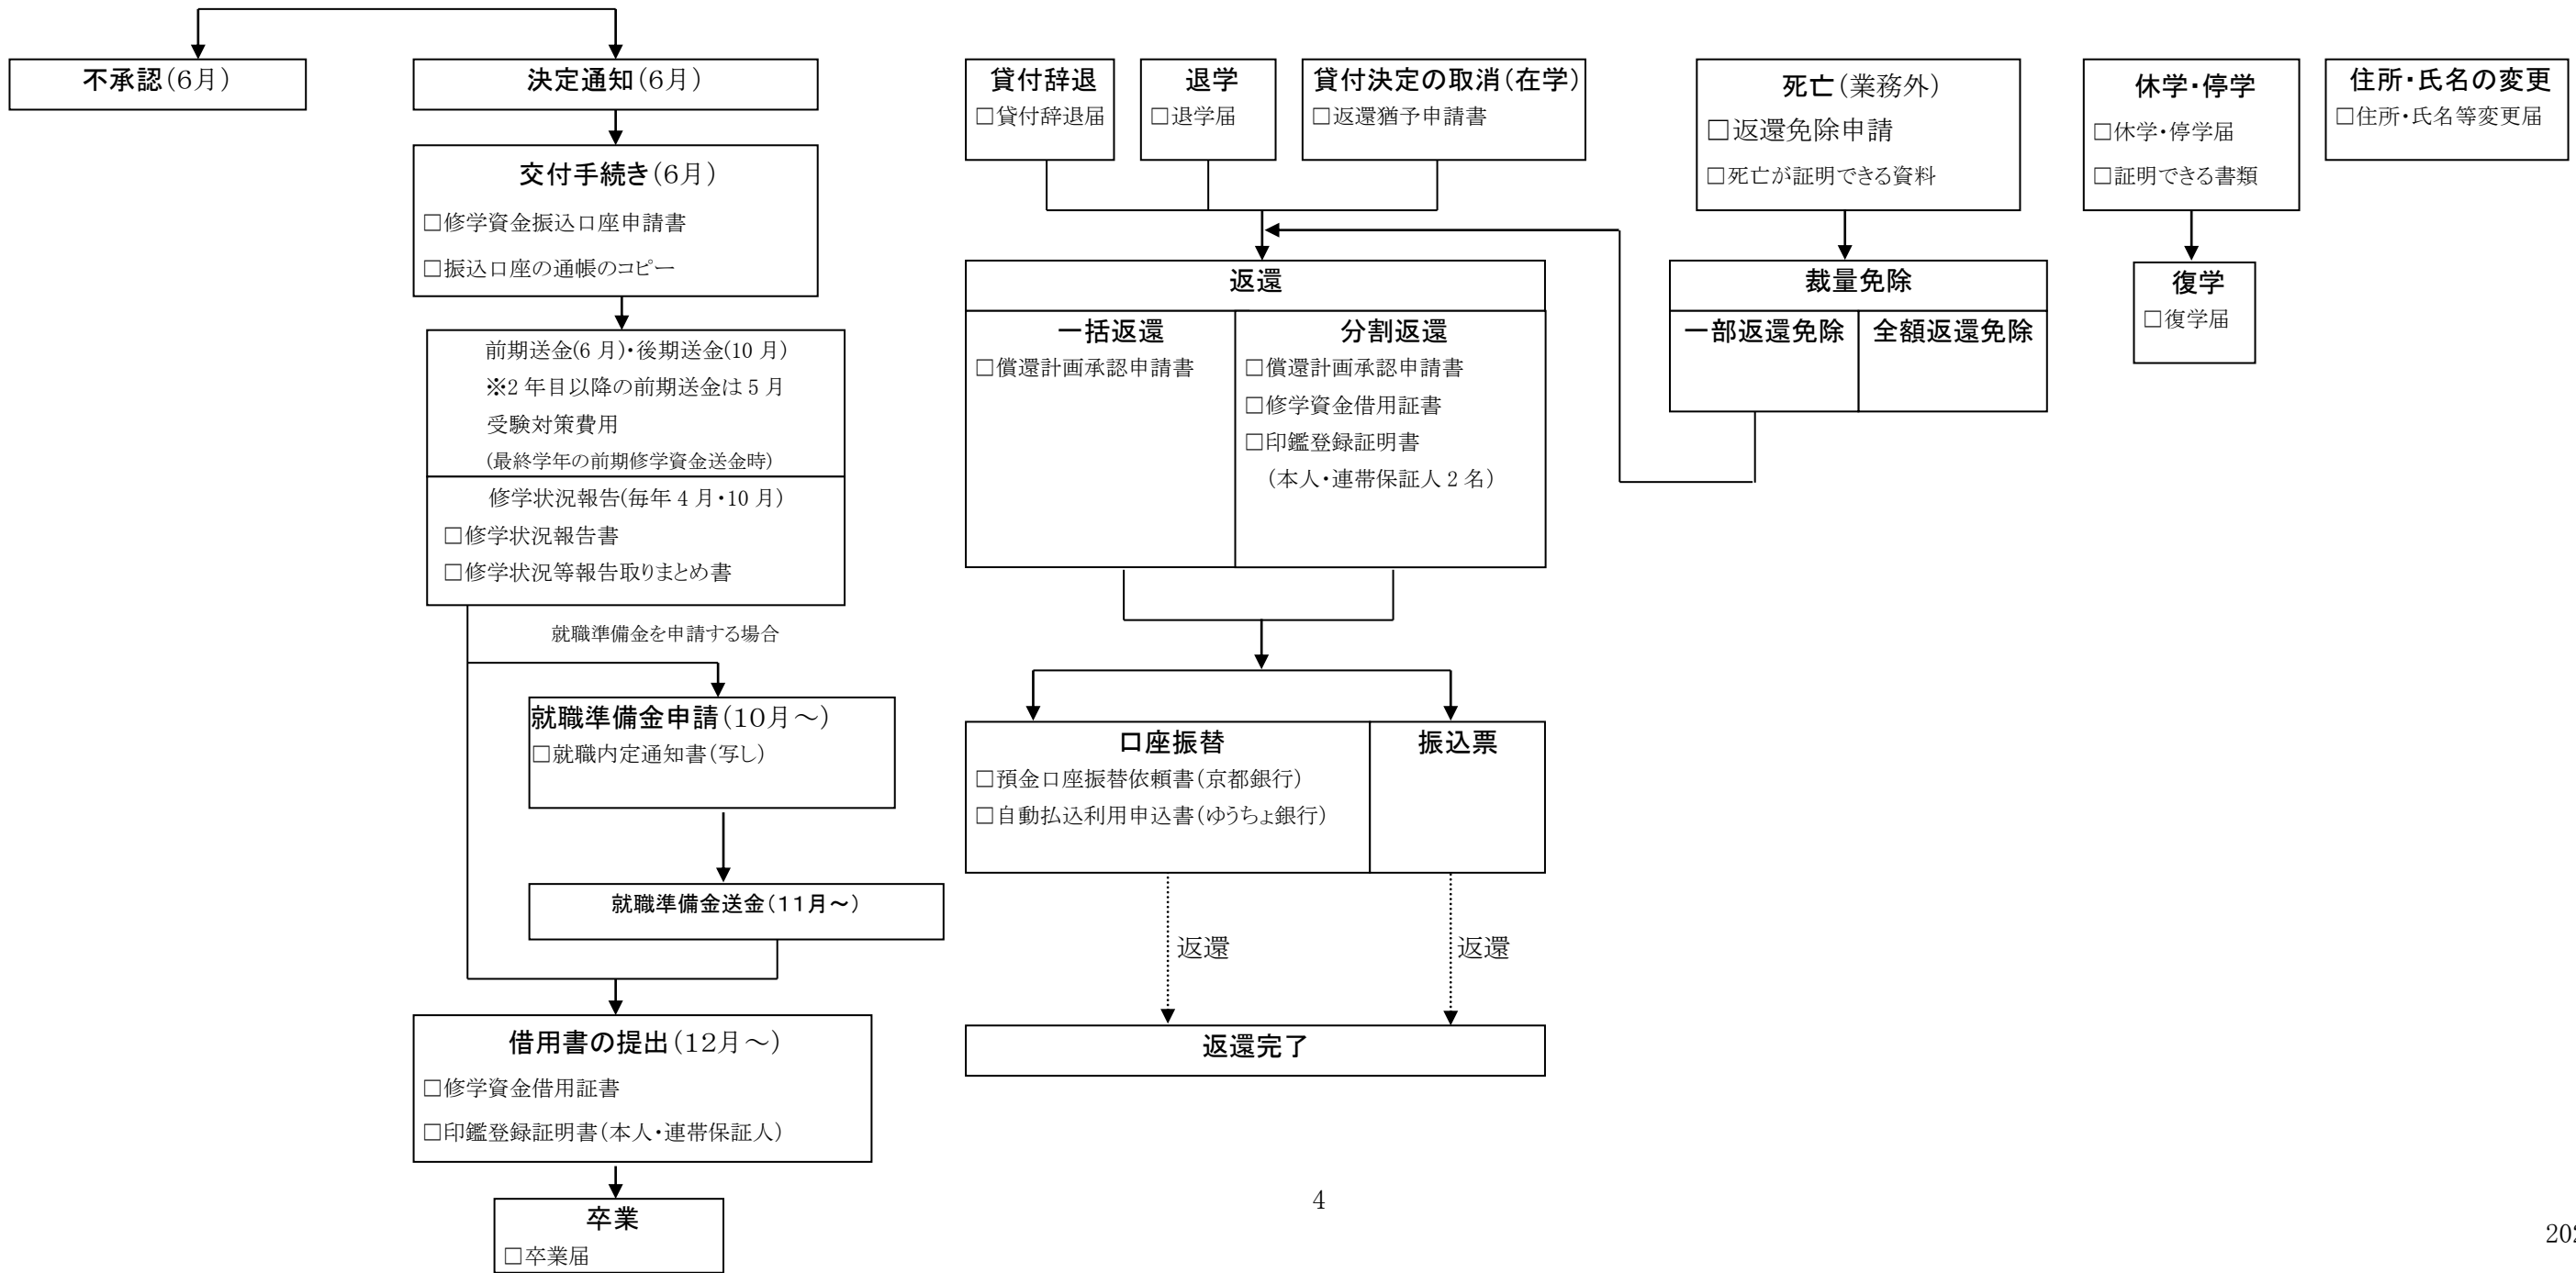 不承認(6月)
決定通知(6月)
交付手続き(6月)
□修学資金振込口座申請書
□振込口座の通帳のコピー
前期送金(6 月)・後期送金(10 月)
※2 年目以降の前期送金は 5 月
受験対策費用
(最終学年の前期修学資金送金時)
修学状況報告(毎年 4 月・10 月)
□修学状況報告書
□修学状況等報告取りまとめ書
就職準備金を申請する場合
就職準備金申請(10月～)
□就職内定通知書(写し)
就職準備金送金(11月～)
借用書の提出(12月～)
□修学資金借用証書
□印鑑登録証明書(本人・連帯保証人)
卒業
□卒業届
貸付辞退
□貸付辞退届
退学
□退学届
貸付決定の取消(在学)
□返還猶予申請書
返還
一括返還
□償還計画承認申請書
分割返還
□償還計画承認申請書
□修学資金借用証書
□印鑑登録証明書
(本人・連帯保証人 2 名)
口座振替
□預金口座振替依頼書(京都銀行)
□自動払込利用申込書(ゆうちょ銀行)
振込票
返還
返還
返還完了
死亡(業務外)
□返還免除申請
□死亡が証明できる資料
裁量免除
一部返還免除
全額返還免除
休学・停学
□休学・停学届
□証明できる書類
復学
□復学届
住所・氏名の変更
□住所・氏名等変更届
4